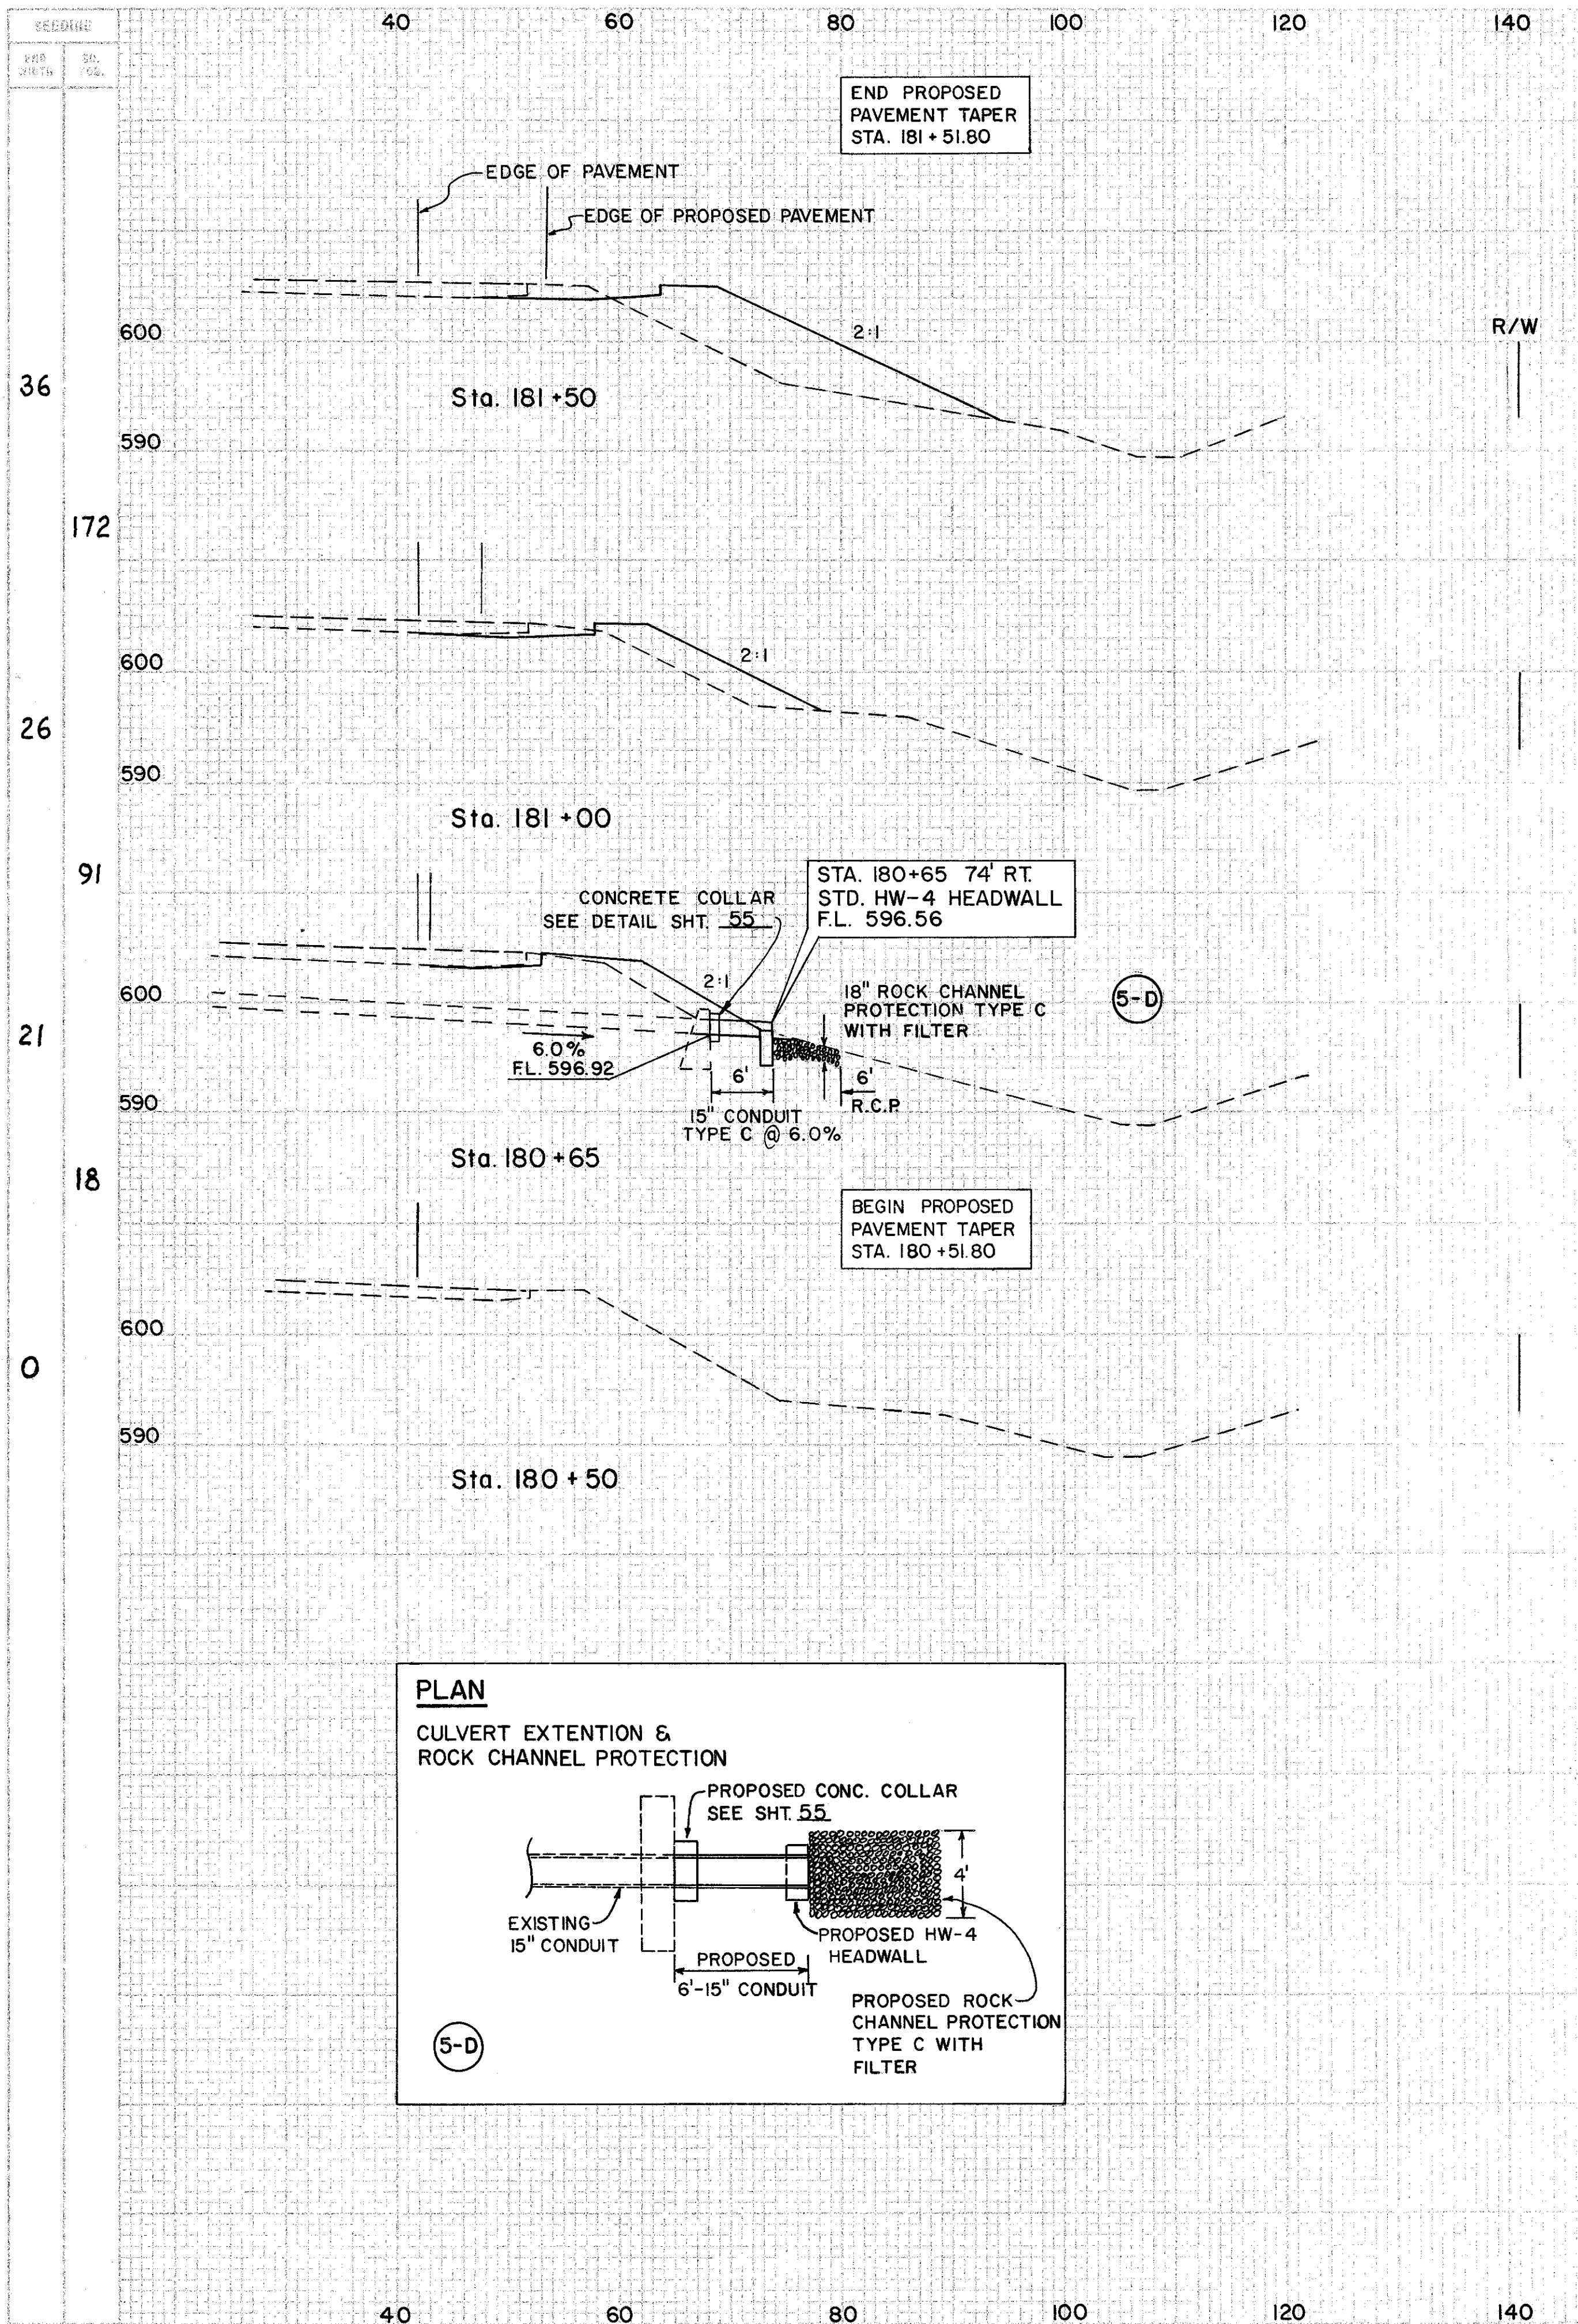 SEEDING
END WIDTH
SQ. YDS.
40 60 80 100 120 140
END PROPOSED
PAVEMENT TAPER
STA. 181 + 51.80
EDGE OF PAVEMENT
EDGE OF PROPOSED PAVEMENT
600
2:1
R/W
36
Sta. 181 +50
590
172
600
2:1
26
590
Sta. 181 +00
91
CONCRETE COLLAR
SEE DETAIL SHT. 55
STA. 180+65 74' RT.
STD. HW-4 HEADWALL
F.L. 596.56
2:1
600
18" ROCK CHANNEL
PROTECTION TYPE C
WITH FILTER
5-D
21
6.0%
F.L. 596.92
6'
6'
R.C.P.
590
15" CONDUIT
TYPE C @ 6.0%
Sta. 180 +65
18
BEGIN PROPOSED
PAVEMENT TAPER
STA. 180 +51.80
600
0
590
Sta. 180 + 50
PLAN
CULVERT EXTENTION &
ROCK CHANNEL PROTECTION
PROPOSED CONC. COLLAR
SEE SHT. 55
4'
EXISTING
15" CONDUIT
PROPOSED HW-4
HEADWALL
PROPOSED
6'-15" CONDUIT
PROPOSED ROCK
CHANNEL PROTECTION
TYPE C WITH
FILTER
5-D
40 60 80 100 120 140